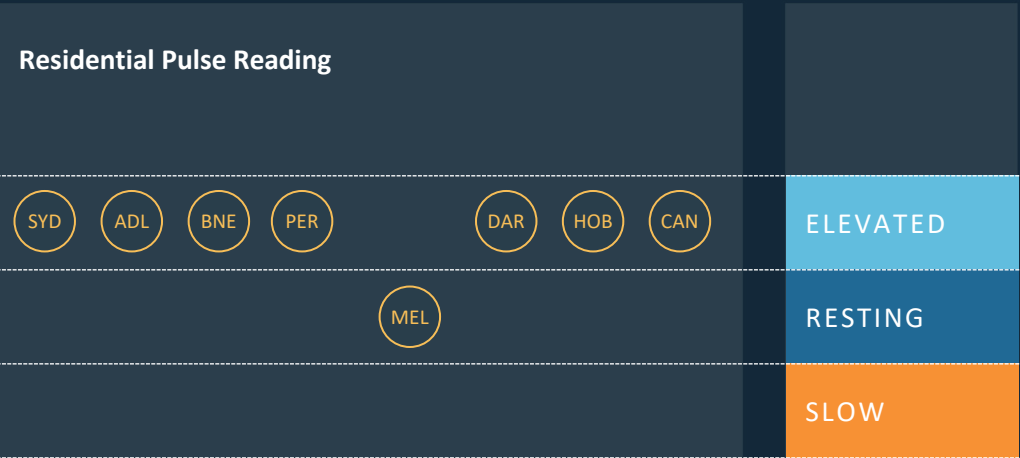 Residential Pulse Reading
SYD ADL BNE PER DAR HOB CAN ELEVATED
MEL RESTING
SLOW